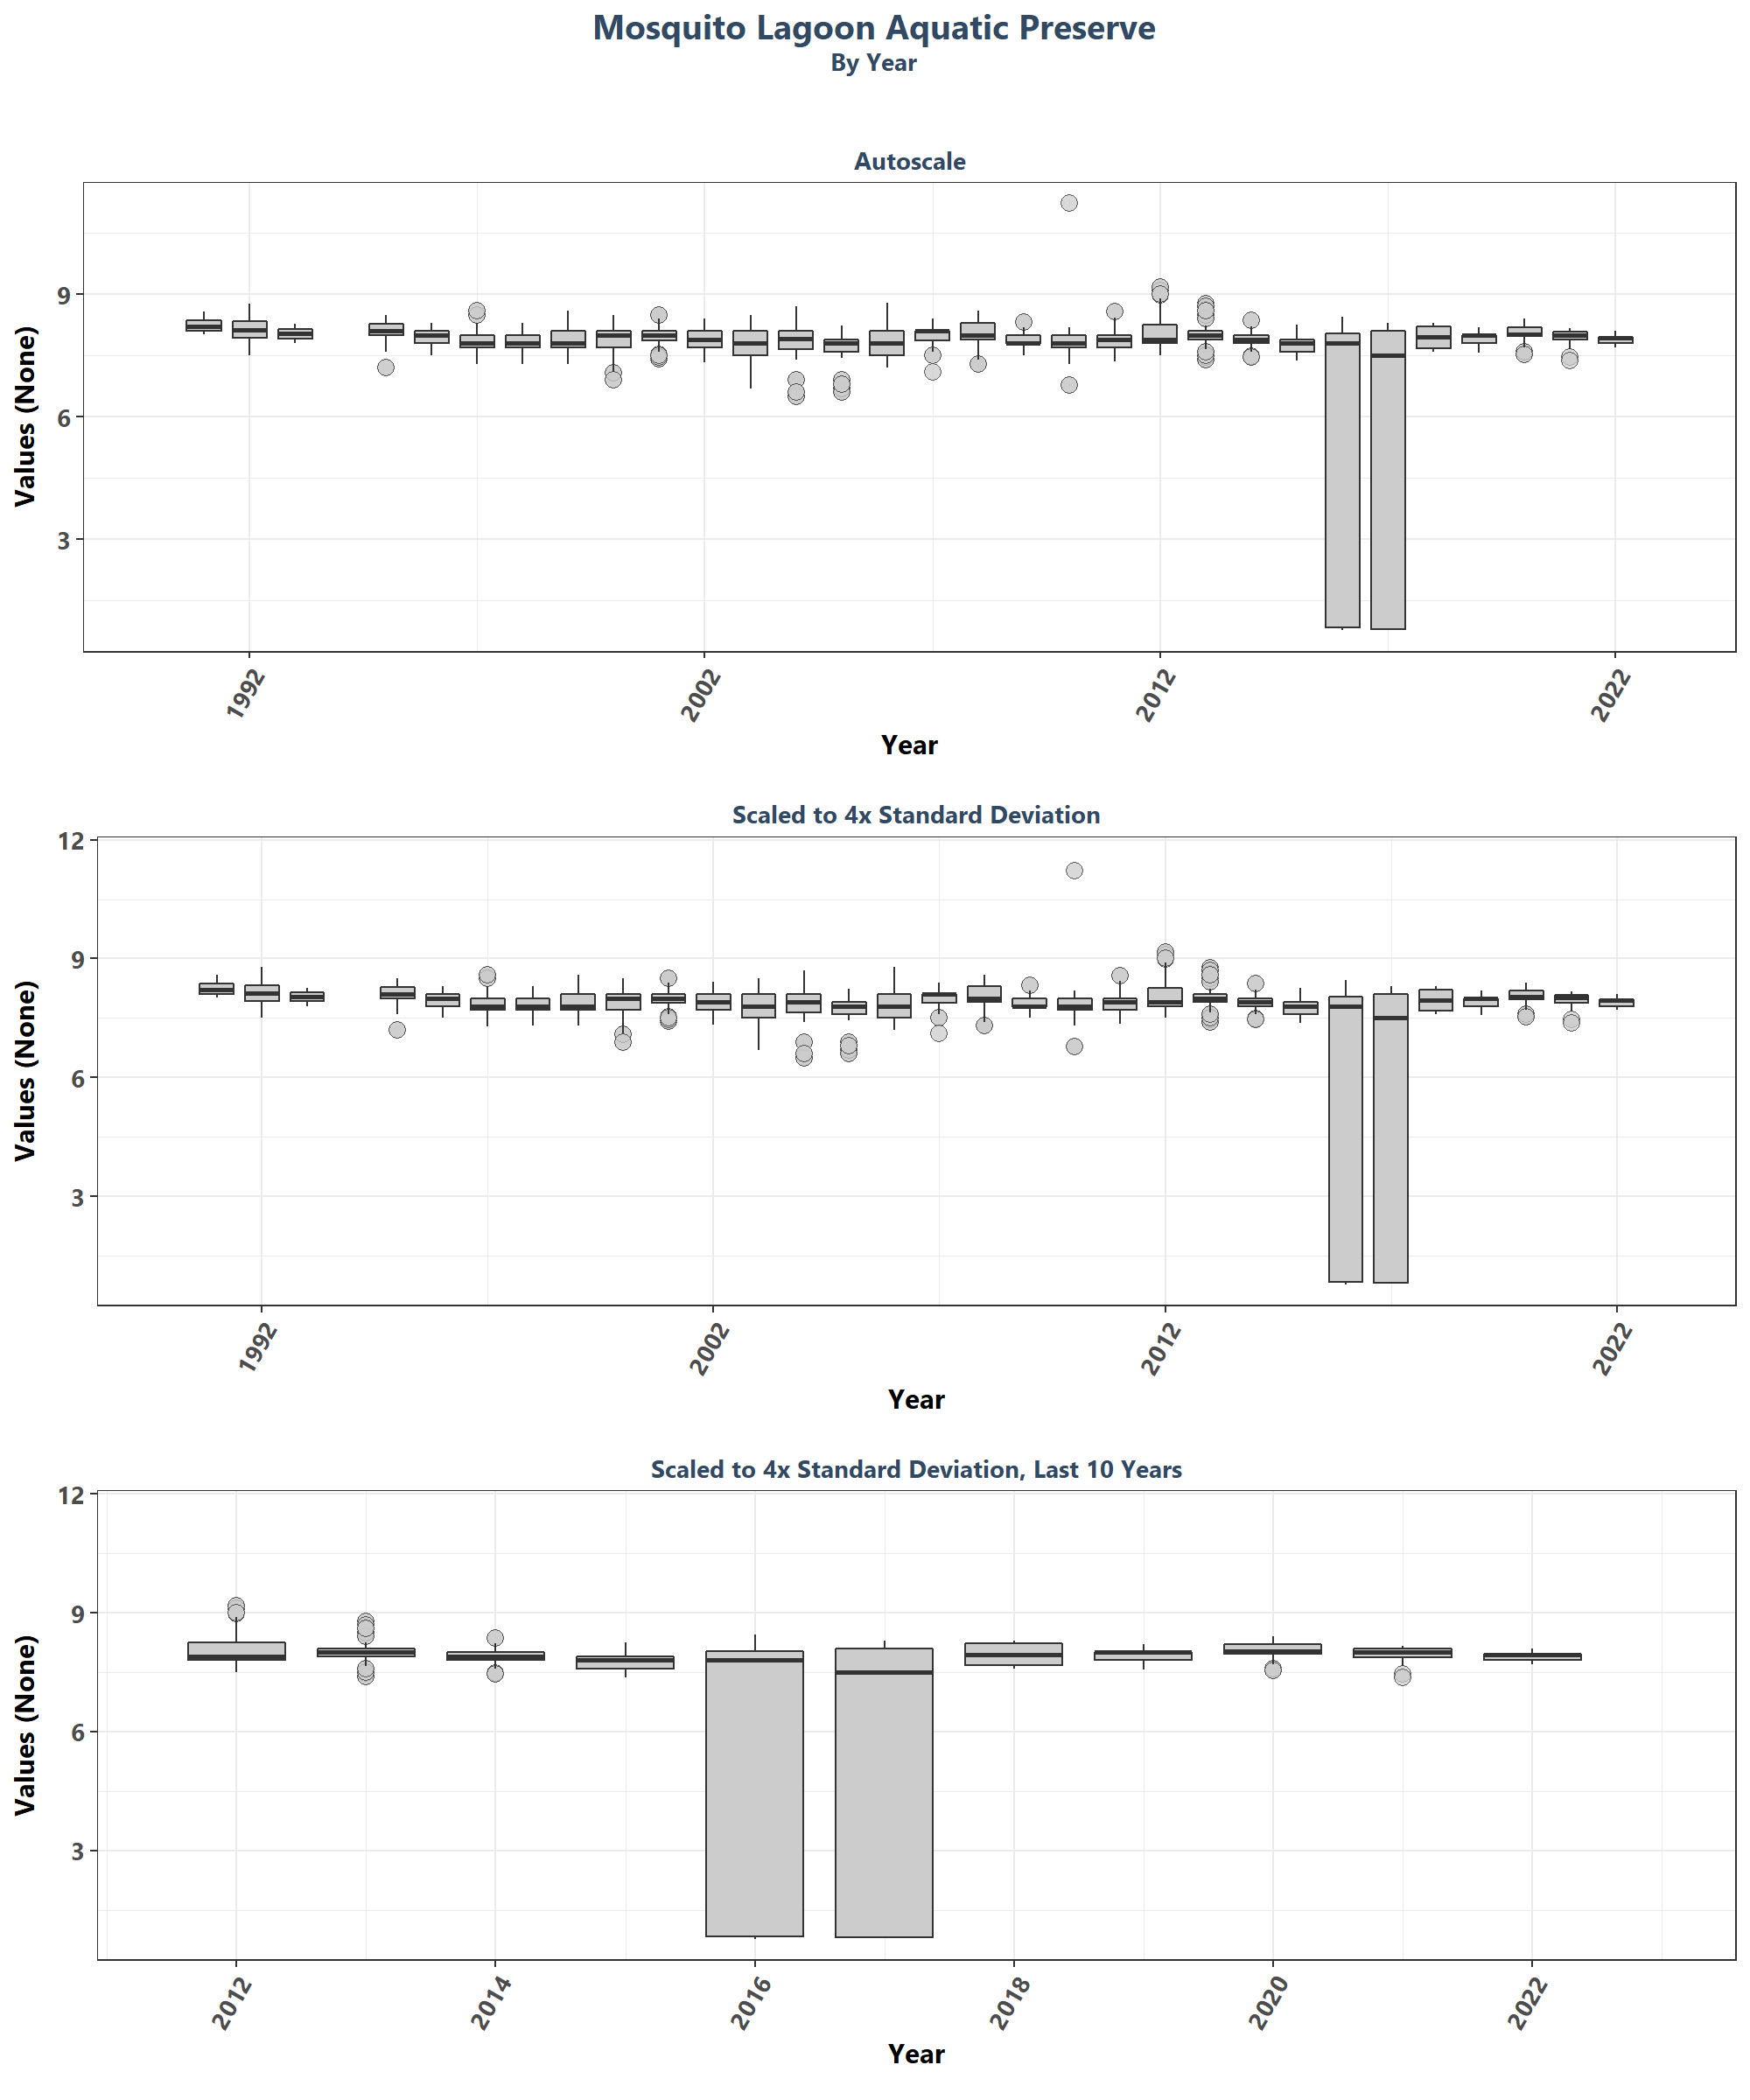 Mosquito Lagoon Aquatic Preserve
By Year
Autoscale
Values (None)
9
6
3
1992
2002
2012
2022
Year
Scaled to 4x Standard Deviation
Values (None)
12
9
6
3
1992
2002
2012
2022
Year
Scaled to 4x Standard Deviation, Last 10 Years
Values (None)
12
9
6
3
2012
2014
2016
2018
2020
2022
Year